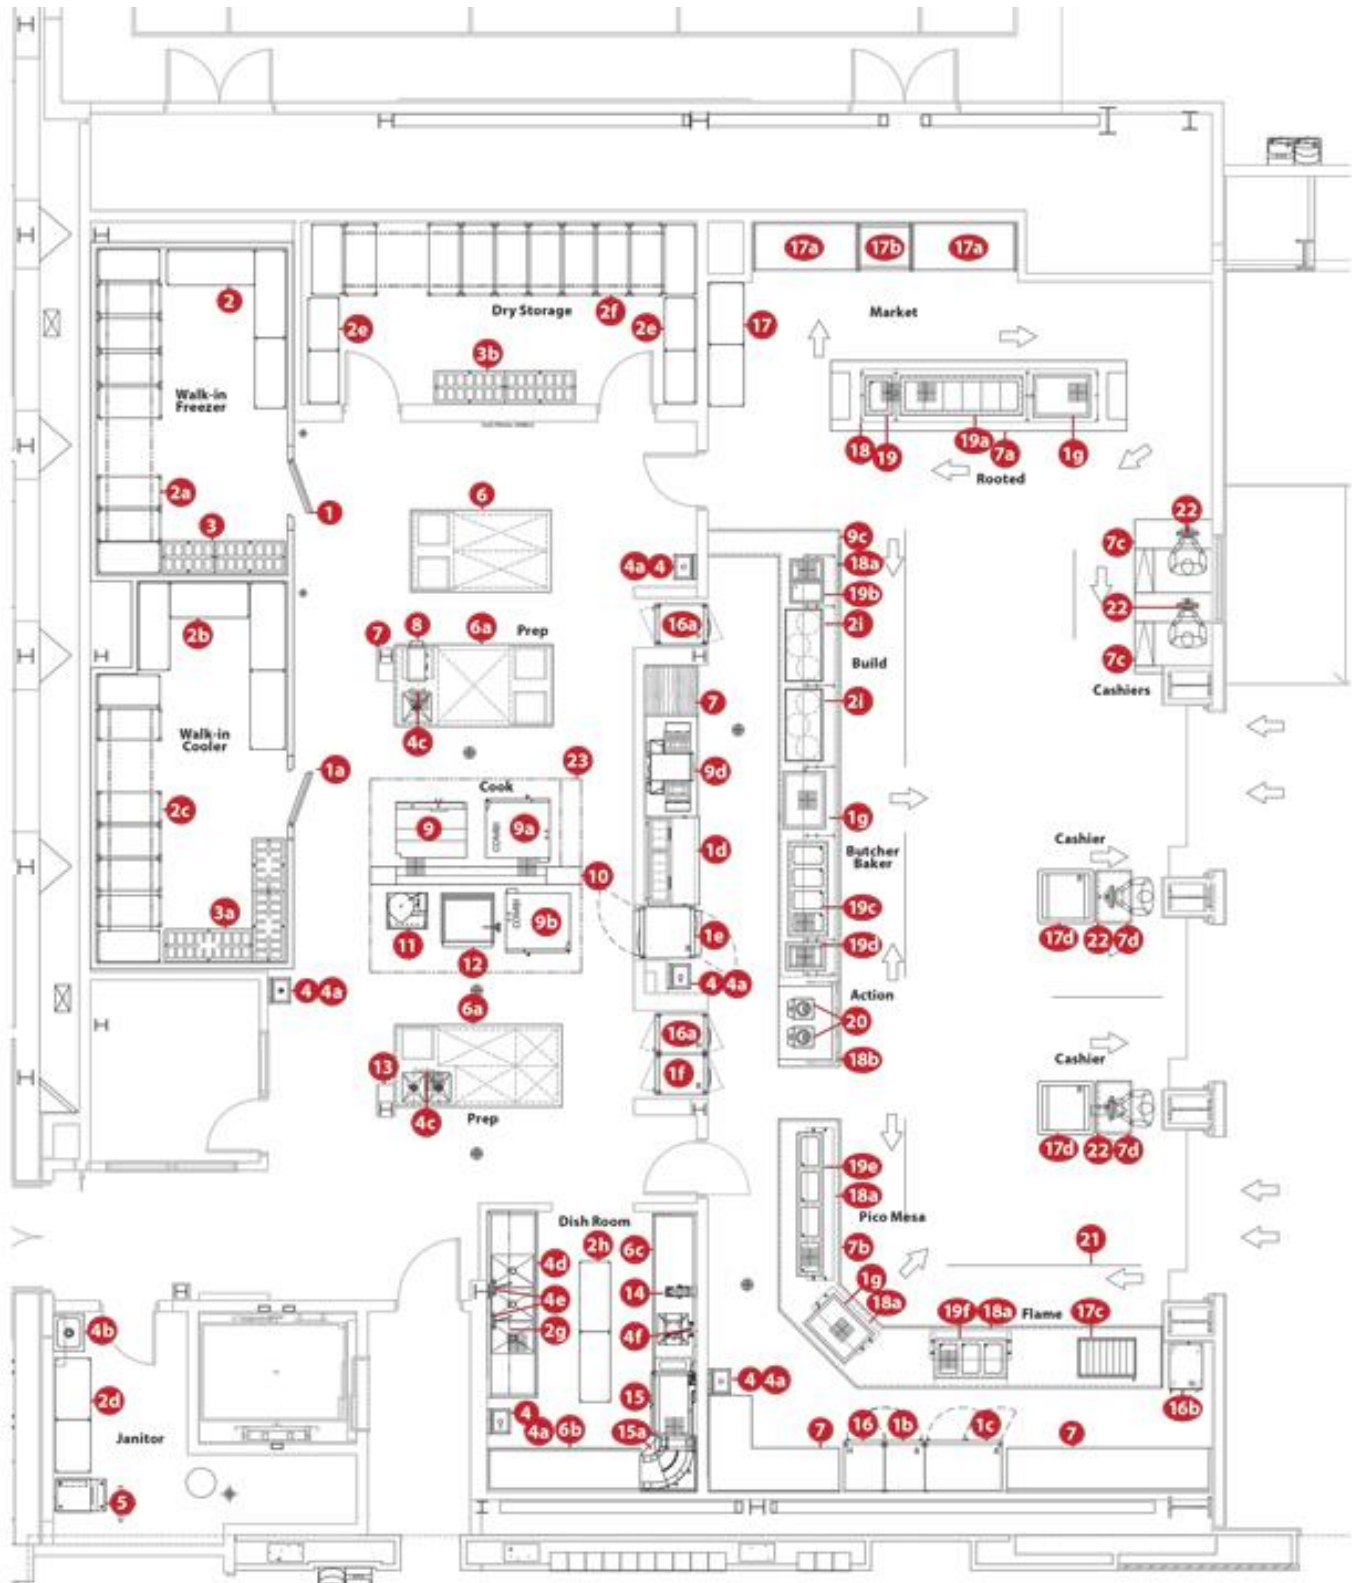 17a
17b
17a
2
Dry Storage
2f
2e
2e
17
Market
3b
Walk-in
Freezer
18
19
19a
7a
1g
Rooted
2a
6
1
3
22
7c
9c
4a
4
18a
19b
22
2b
8
6a
Prep
16a
2i
7
Build
7c
Cashiers
7
2i
4c
Walk-in
Cooler
1a
23
9d
Cook
2c
9
COMBI
9a
1g
1d
Butcher
Baker
Cashier
10
3a
11
COMBI
9b
1e
19c
12
19d
17d
22
7d
4
4a
4
4a
Action
6a
20
16a
18b
13
1f
Cashier
4c
Prep
17d
22
7d
19e
18a
Pico Mesa
Dish Room
6c
7b
2h
4d
21
1g
4e
14
18a
19f
18a
17c
Flame
4b
2g
4f
2d
4
4a
15
16b
4
4a
6b
15a
7
16
1b
1c
7
Janitor
5